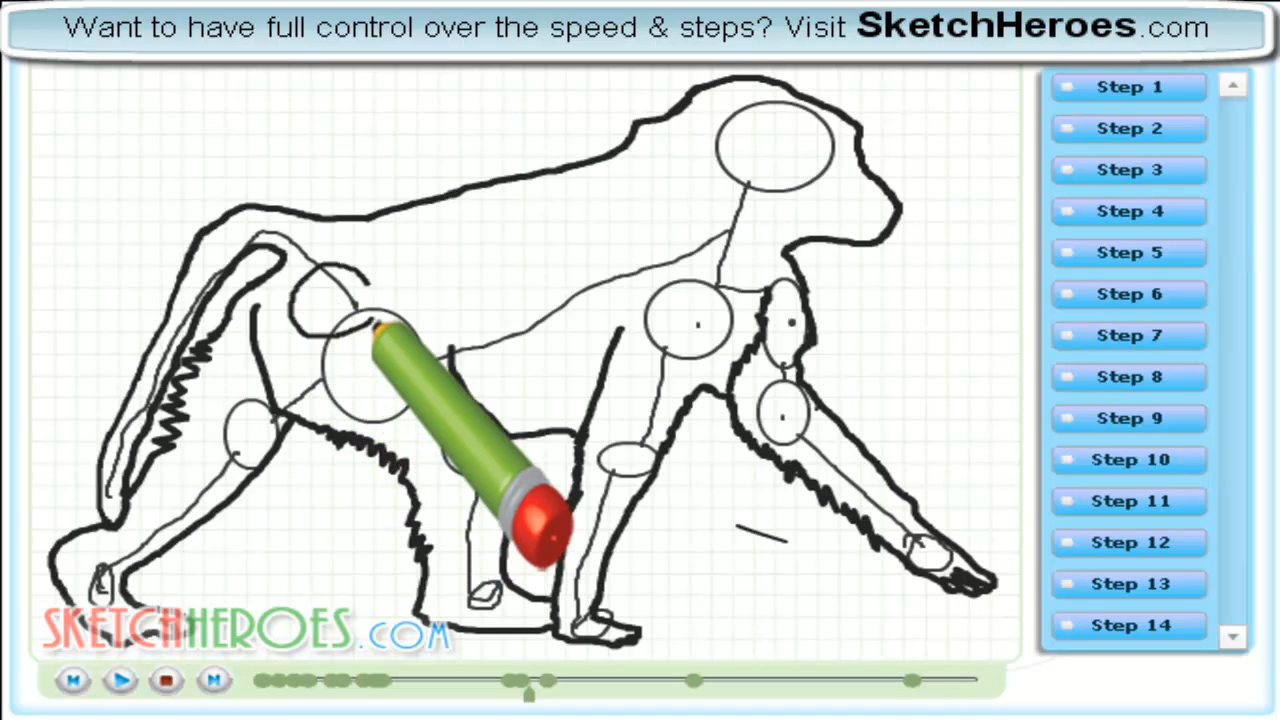 Want to have full control over the speed & steps? Visit SketchHeroes.com
Step 1
Step 2
Step 3
Step 4
Step 5
Step 6
Step 7
Step 8
Step 9
Step 10
Step 11
Step 12
Step 13
Step 14
SKETCHHEROES.COM